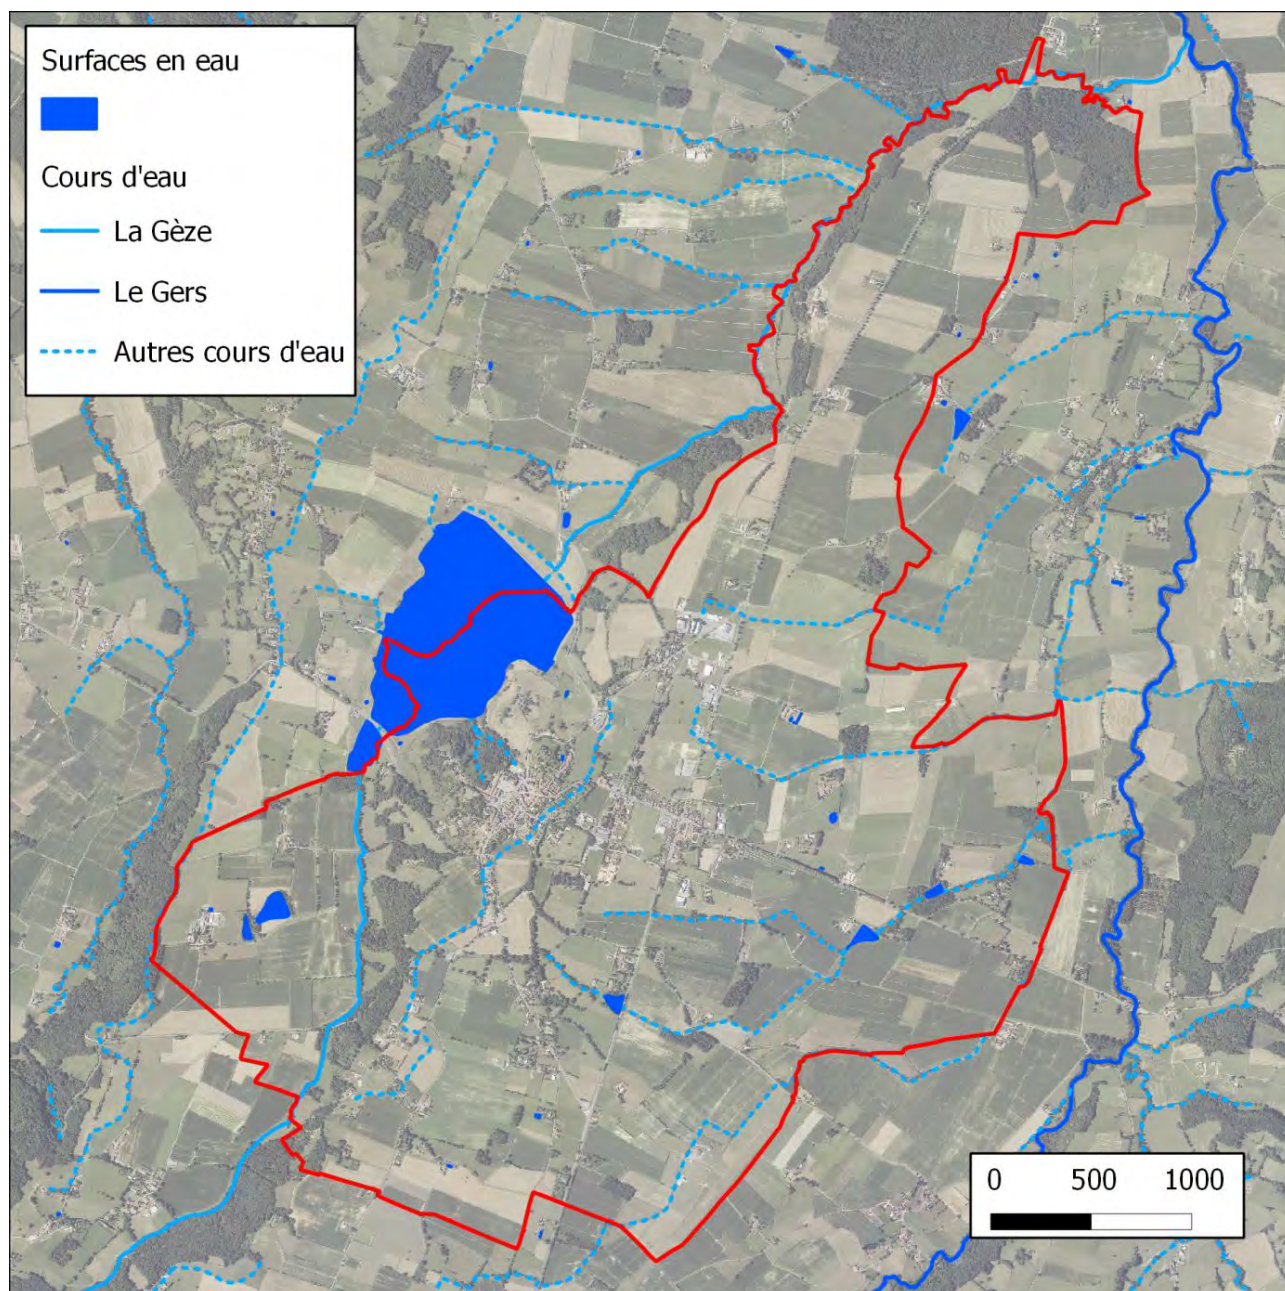 Surfaces en eau
Cours d'eau
La Gèze
Le Gers
Autres cours d'eau
0 500 1000